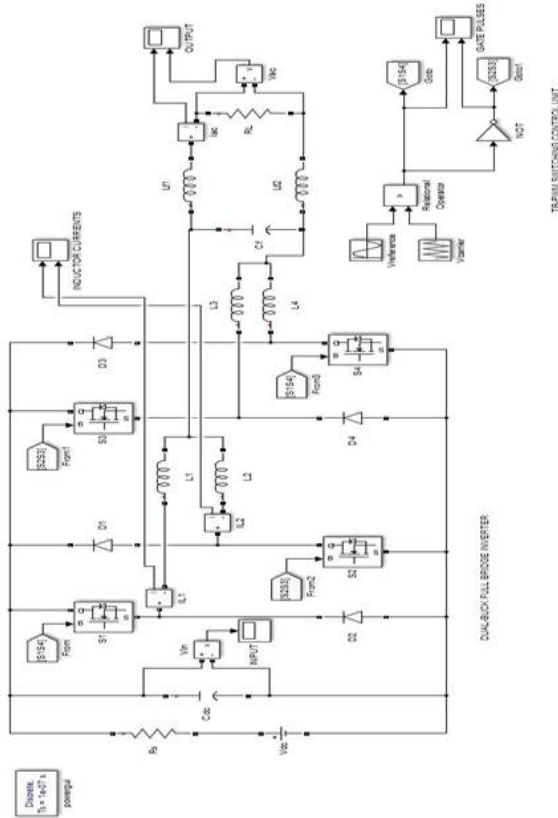 Discrete,
Ts = 1e-07 s.
powergui
Rs
Vdc
Cdc
Vin
INPUT
[S1S4]
From
S1
D2
IL1
D1
IL2
[S2S3]
From2
S2
L1
L2
[S2S3]
From1
S3
D4
D3
L3
L4
[S1S4]
From3
S4
INDUCTOR CURRENTS
Cf
Lf1
Lf2
Iac
RL
Vac
OUTPUT
DUAL-BUCK FULL BRIDGE INVERTER
Vreference
Vcarrier
>
Relational
Operator
NOT
[S1S4]
Goto
[S2S3]
Goto1
GATE PULSES
SWITCHING CONTROL UNIT